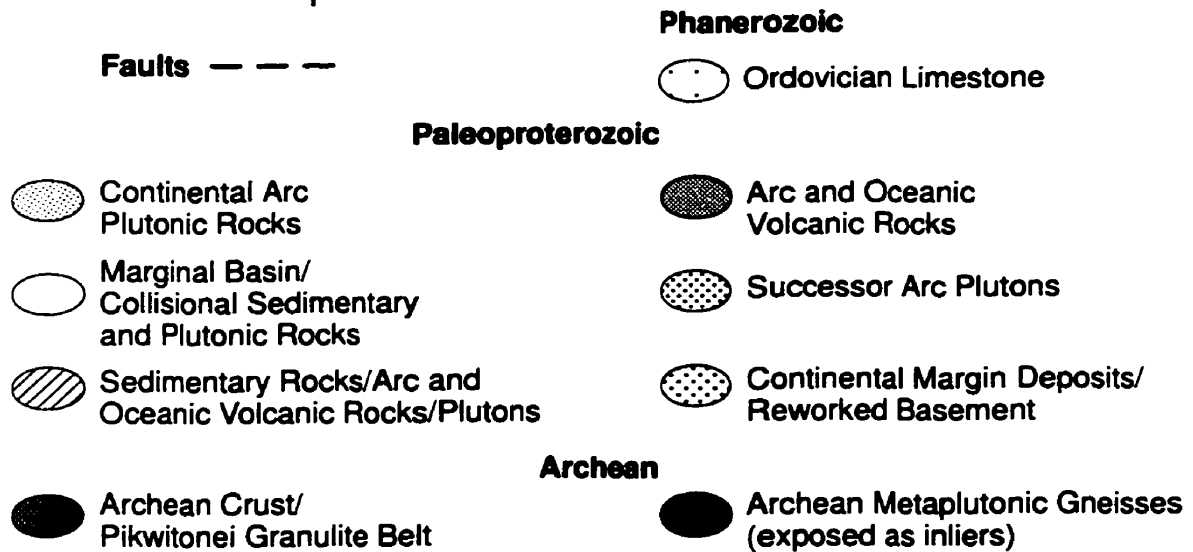 Phanerozoic
Faults
Ordovician Limestone
Paleoproterozoic
Continental Arc
Plutonic Rocks
Arc and Oceanic
Volcanic Rocks
Marginal Basin/
Collisional Sedimentary
and Plutonic Rocks
Successor Arc Plutons
Sedimentary Rocks/Arc and
Oceanic Volcanic Rocks/Plutons
Continental Margin Deposits/
Reworked Basement
Archean
Archean Crust/
Pikwitonei Granulite Belt
Archean Metaplutonic Gneisses
(exposed as inliers)